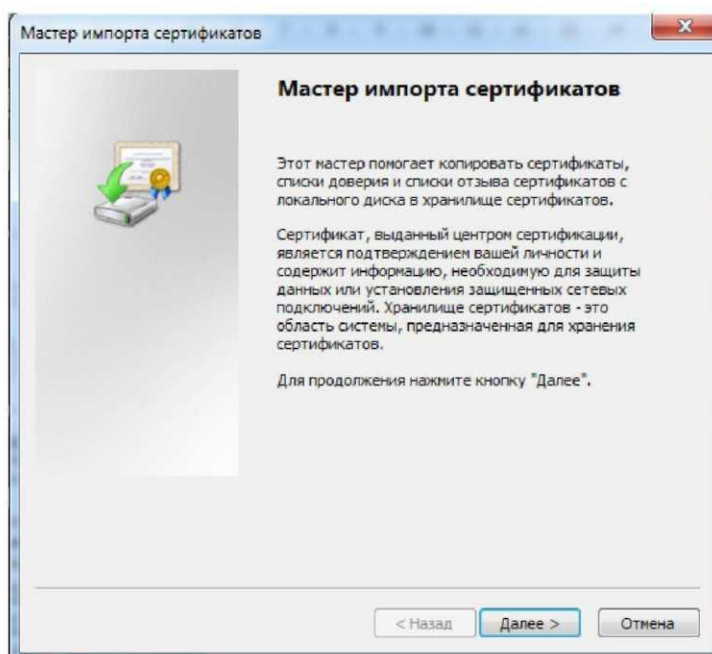 Мастер импорта сертификатов
Мастер импорта сертификатов
Этот мастер помогает копировать сертификаты,
списки доверия и списки отзыва сертификатов с
локального диска в хранилище сертификатов.
Сертификат, выданный центром сертификации,
является подтверждением вашей личности и
содержит информацию, необходимую для защиты
данных или установления защищенных сетевых
подключений. Хранилище сертификатов - это
область системы, предназначенная для хранения
сертификатов.
Для продолжения нажмите кнопку "Далее".
< Назад
Далее >
Отмена